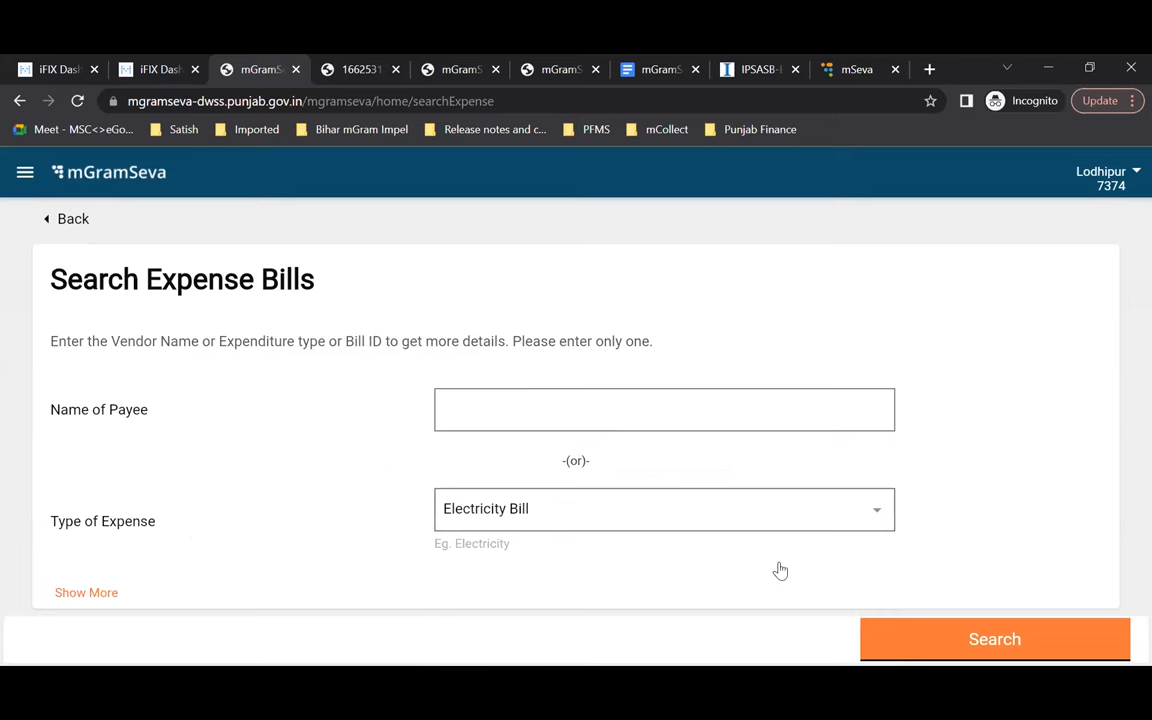 iFIX Dash
iFIX Dash
mGramS
1662531
mGramS
mGramS
mGramS
IPSASB-I
mSeva
mgramseva-dwss.punjab.gov.in/mgramseva/home/searchExpense
Incognito
Update
Meet - MSC<>eGo...
Satish
Imported
Bihar mGram Impel
Release notes and c...
PFMS
mCollect
Punjab Finance
mGramSeva
Lodhipur
7374
Back
Search Expense Bills
Enter the Vendor Name or Expenditure type or Bill ID to get more details. Please enter only one.
Name of Payee
-(or)-
Type of Expense
Electricity Bill
Eg. Electricity
Show More
Search